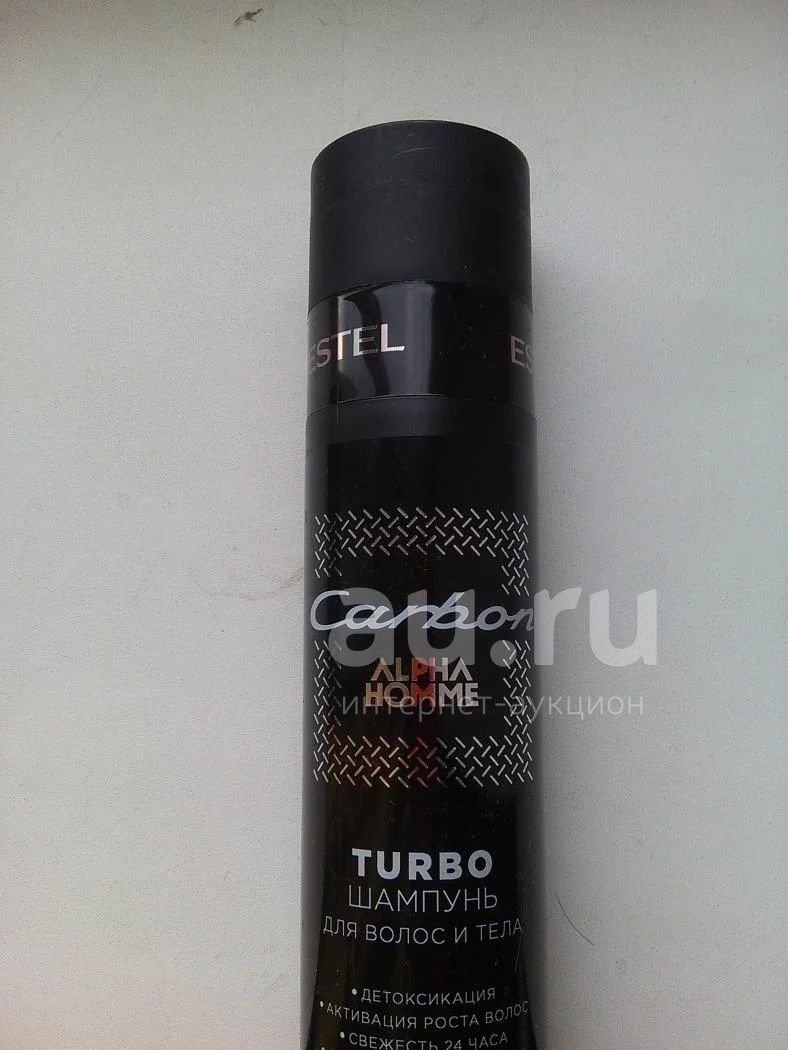 ESTEL ES
Carbon
au.ru
ALPHA
HOMME
интернет-аукцион
TURBO
ШАМПУНЬ
ДЛЯ ВОЛОС И ТЕЛА
• ДЕТОКСИКАЦИЯ
• АКТИВАЦИЯ РОСТА ВОЛОС
• СВЕЖЕСТЬ 24 ЧАСА